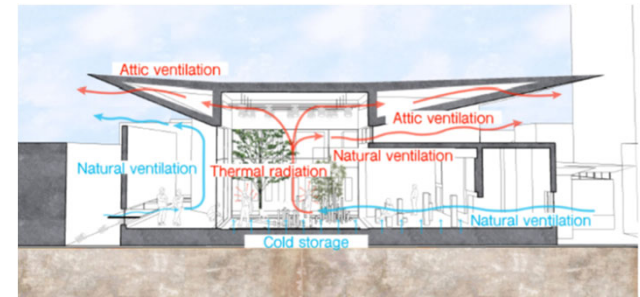 Attic ventilation
Attic ventilation
Natural ventilation
Natural ventilation
Thermal radiation
Natural ventilation
Cold storage